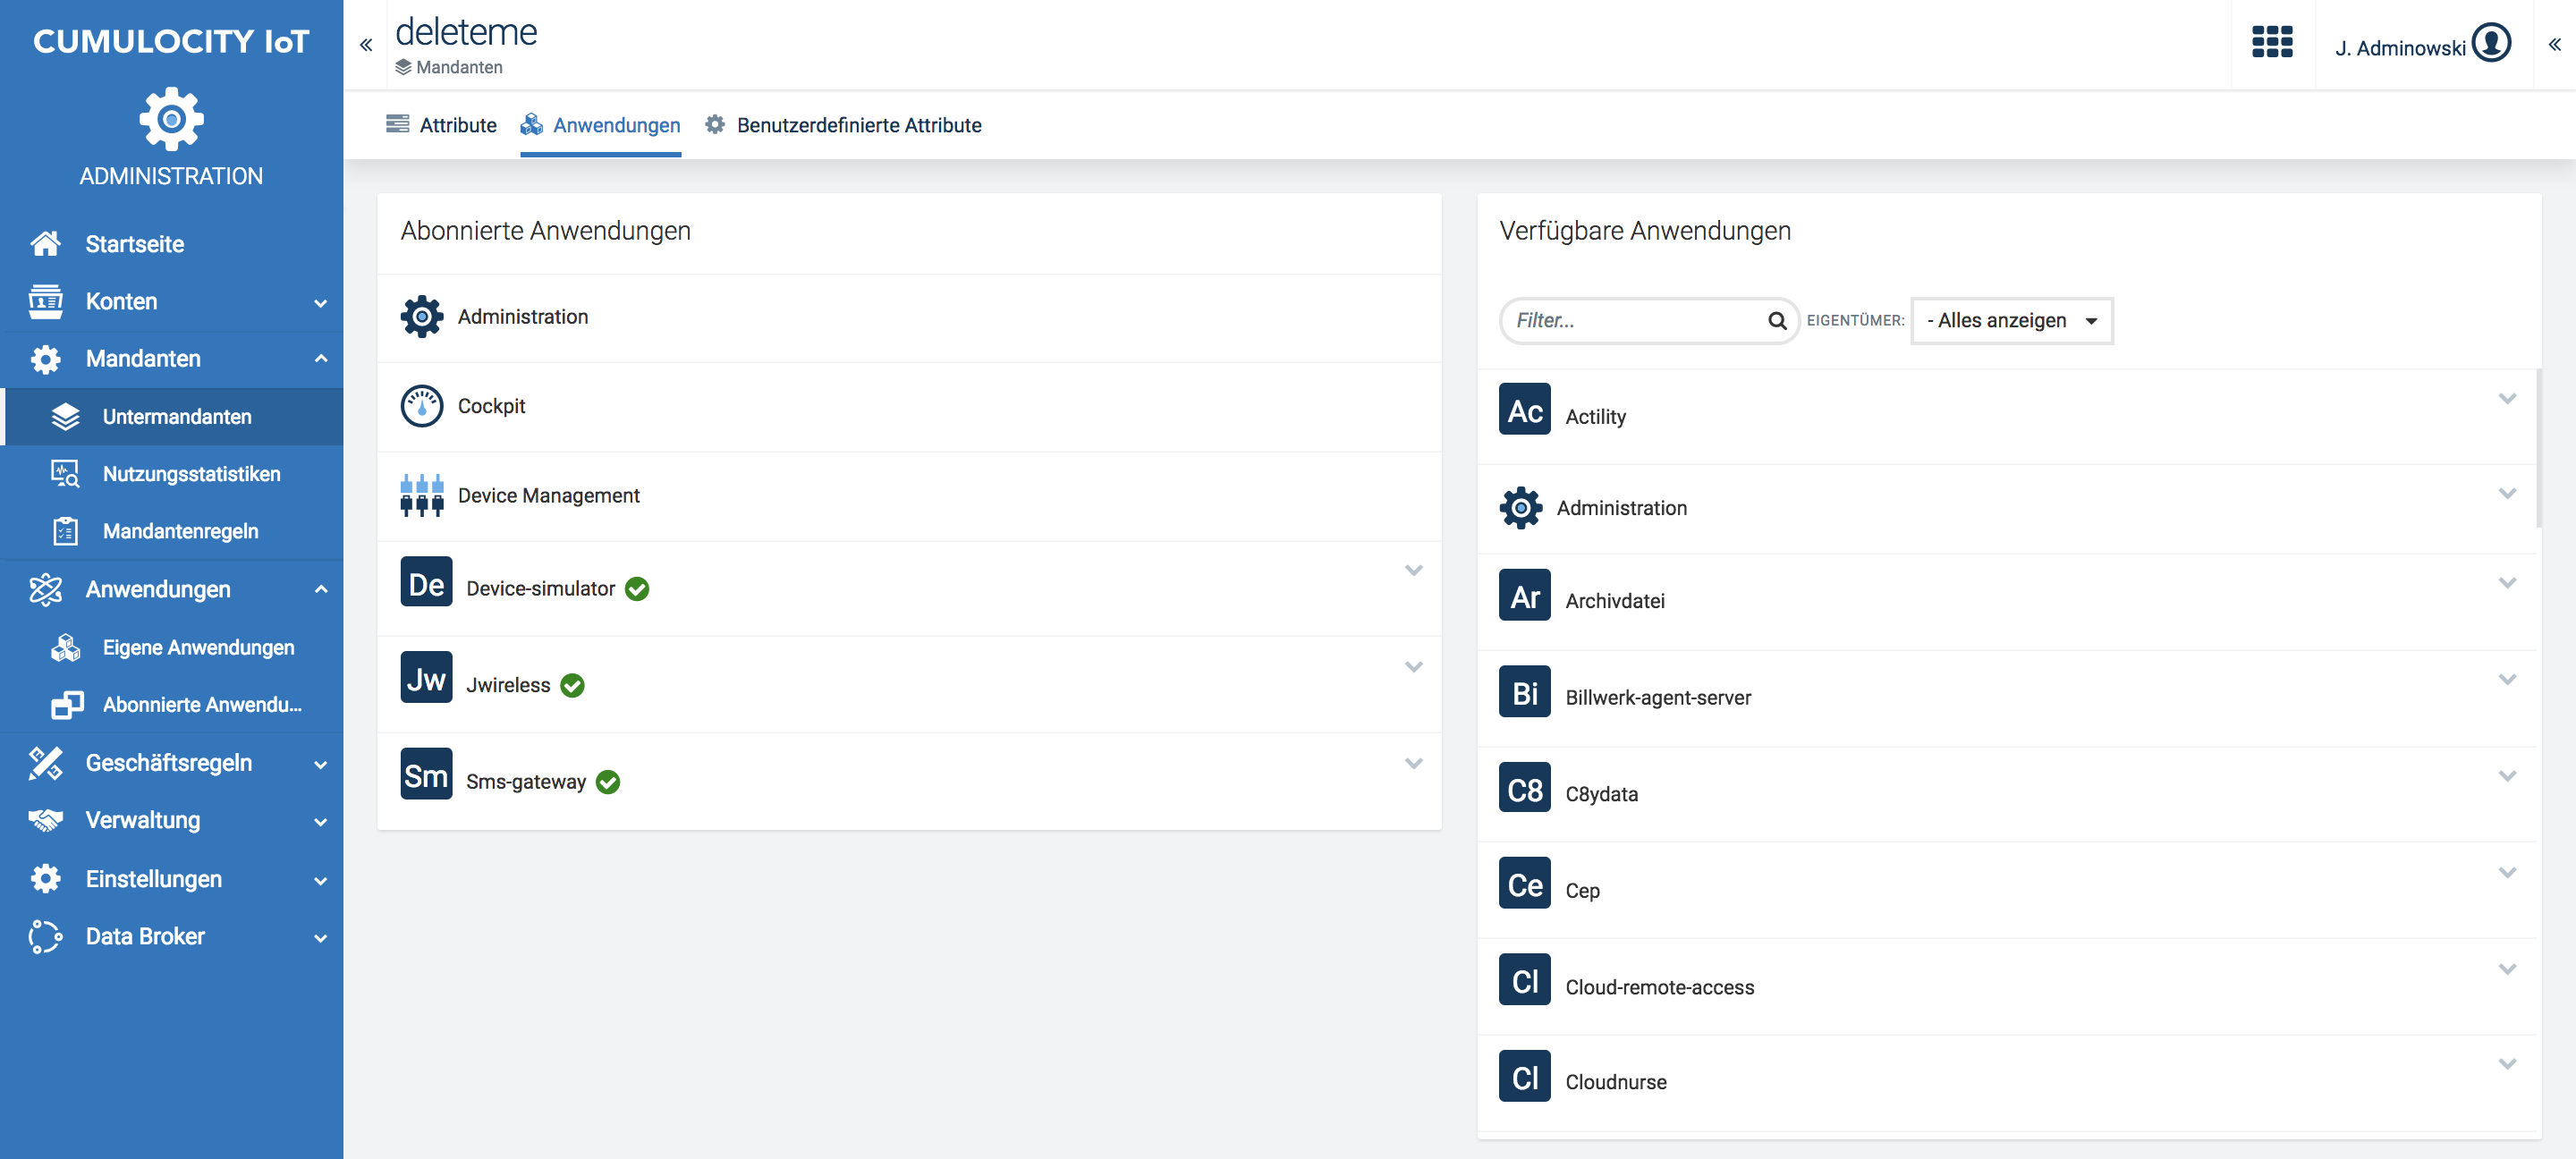 CUMULOCITY IoT
ADMINISTRATION
Startseite
Konten
Mandanten
Untermandanten
Nutzungsstatistiken
Mandantenregeln
Anwendungen
Eigene Anwendungen
Abonnierte Anwendu...
Geschäftsregeln
Verwaltung
Einstellungen
Data Broker
deleteme
Mandanten
J. Adminowski
Attribute
Anwendungen
Benutzerdefinierte Attribute
Abonnierte Anwendungen
Administration
Cockpit
Device Management
De Device-simulator
Jw Jwireless
Sm Sms-gateway
Verfügbare Anwendungen
Filter... EIGENTÜMER: - Alles anzeigen
Ac Actility
Administration
Ar Archivdatei
Bi Billwerk-agent-server
C8 C8ydata
Ce Cep
Cl Cloud-remote-access
Cl Cloudnurse